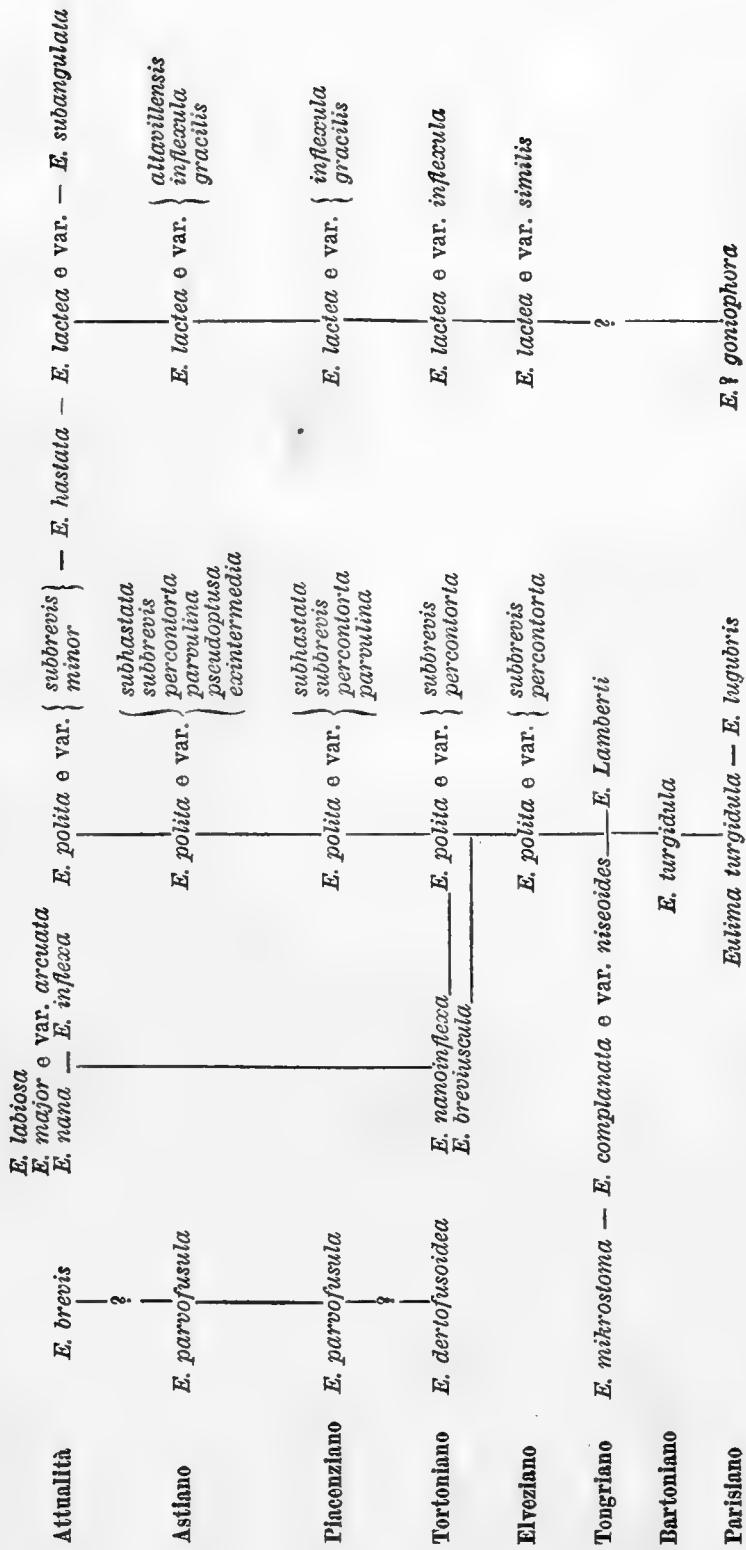 E. labiosa
E. major e var. arcuata
Attualità E. brevis E. nana — E. inflexa E. polita e var. { subbrevis minor } — E. hastata — E. lactea e var. — E. subangulata
?
Astiano E. parvofusula E. polita e var. { subhastata subbrevis percontorta parvulina pseudoptusa exintermedia E. lactea e var. { altavillensis inflexula gracilis
Piacenziano E. parvofusula E. polita e var. { subhastata subbrevis percontorta parvulina E. lactea e var. { inflexula gracilis
?
Tortoniano E. dertofusoidea E. nanoinflexa E. polita e var. { subbrevis percontorta E. lactea e var. inflexula
E. breviuscula
Elveziano E. polita e var. { subbrevis percontorta E. lactea e var. similis
Tongriano E. mikrostoma — E. complanata e var. niseoides — E. Lamberti ?
Bartoniano E. turgidula
Parisiano Eulima turgidula — E. lugubris E.? goniophora